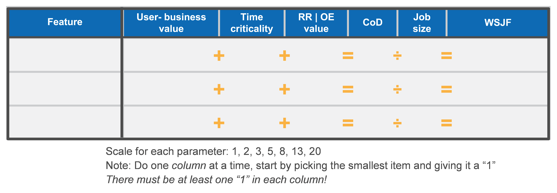 Feature User- business value Time criticality RR | OE value CoD Job size WSJF
+ + = ÷ =
+ + = ÷ =
+ + = ÷ =
Scale for each parameter: 1, 2, 3, 5, 8, 13, 20
Note: Do one column at a time, start by picking the smallest item and giving it a “1”
There must be at least one “1” in each column!